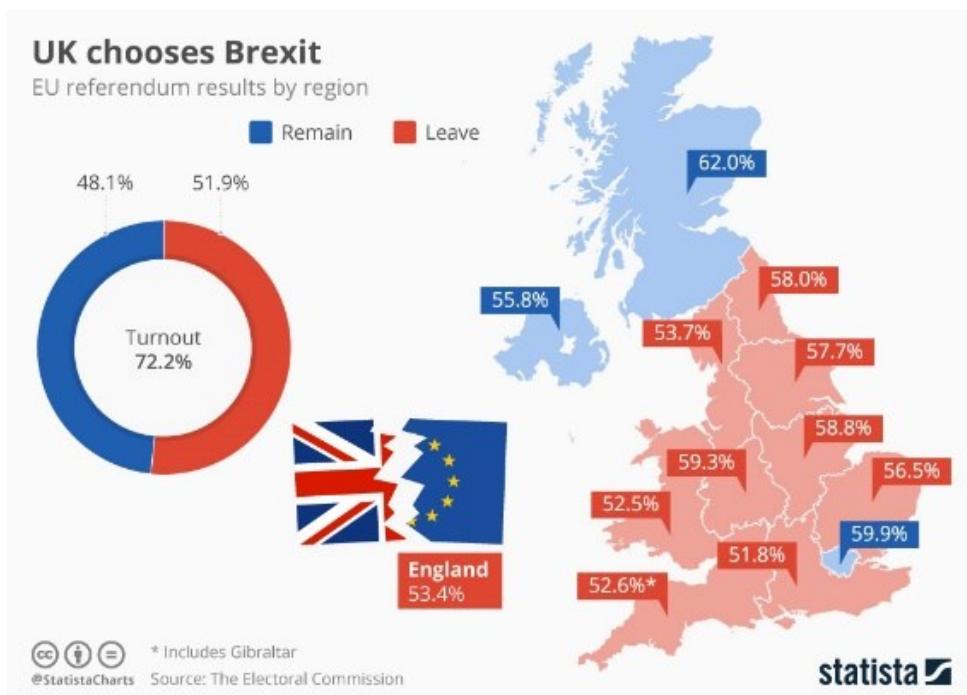 UK chooses Brexit
EU referendum results by region
Remain
Leave
48.1%
51.9%
Turnout
72.2%
62.0%
55.8%
58.0%
53.7%
57.7%
58.8%
59.3%
56.5%
52.5%
59.9%
51.8%
52.6%*
England
53.4%
* Includes Gibraltar
@StatistaCharts Source: The Electoral Commission
cc
statista